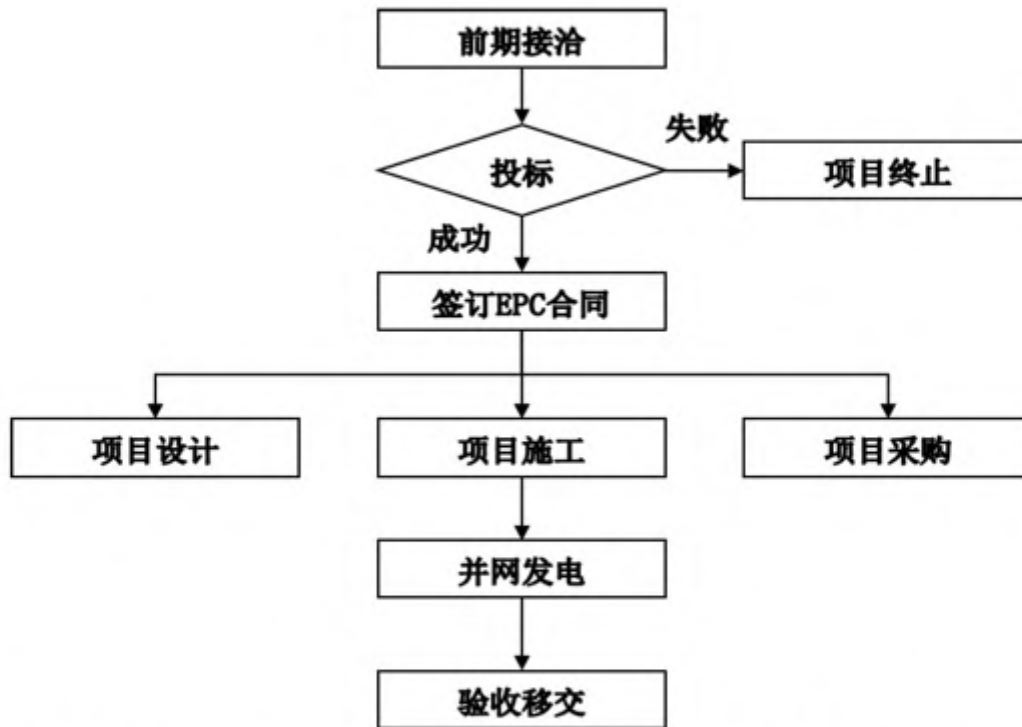 前期接洽
失败
投标
项目终止
成功
签订EPC合同
项目设计
项目施工
项目采购
并网发电
验收移交